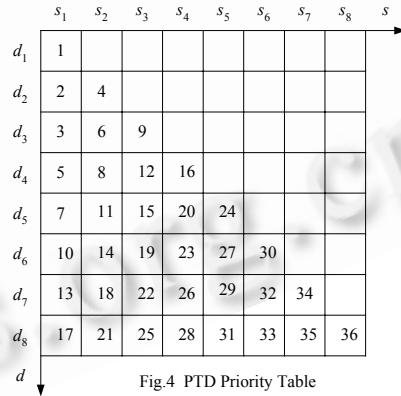 s₁ s₂ s₃ s₄ s₅ s₆ s₇ s₈ s
d₁ 1
d₂ 2 4
d₃ 3 6 9
d₄ 5 8 12 16
d₅ 7 11 15 20 24
d₆ 10 14 19 23 27 30
d₇ 13 18 22 26 29 32 34
d₈ 17 21 25 28 31 33 35 36
d
Fig.4 PTD Priority Table